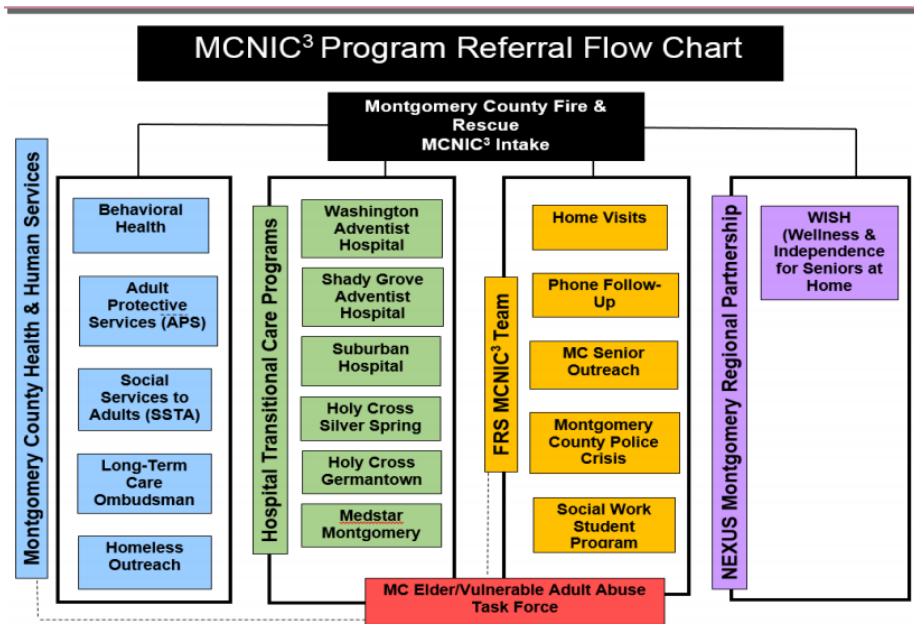 MCNIC³ Program Referral Flow Chart
Montgomery County Fire &
Rescue
MCNIC³ Intake
Montgomery County Health & Human Services
Behavioral
Health
Adult
Protective
Services (APS)
Social
Services to
Adults (SSTA)
Long-Term
Care
Ombudsman
Homeless
Outreach
Hospital Transitional Care Programs
Washington
Adventist
Hospital
Shady Grove
Adventist
Hospital
Suburban
Hospital
Holy Cross
Silver Spring
Holy Cross
Germantown
Medstar
Montgomery
FRS MCNIC³ Team
Home Visits
Phone Follow-
Up
MC Senior
Outreach
Montgomery
County Police
Crisis
Social Work
Student
Program
NEXUS Montgomery Regional Partnership
WISH
(Wellness &
Independence
for Seniors at
Home
MC Elder/Vulnerable Adult Abuse
Task Force